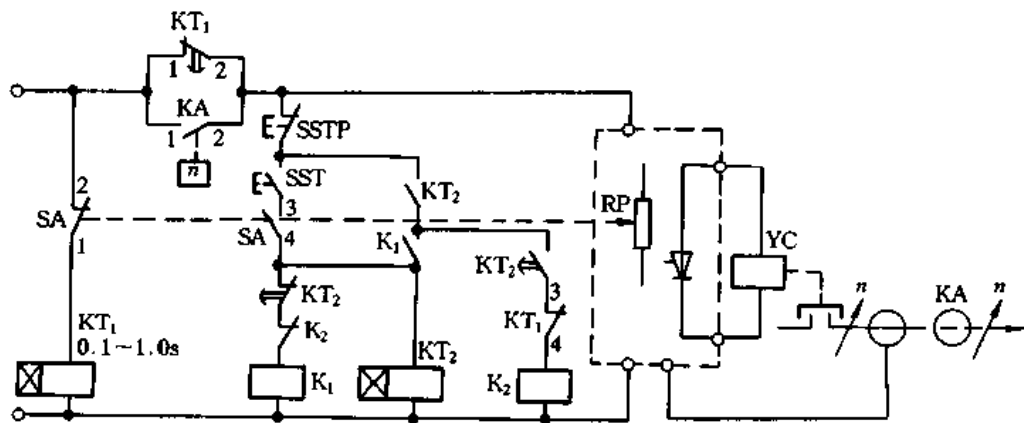 KT₁
1 2
KA
1 2
n
SSTP
SST
3
SA
4
2
SA
1
KT₂
K₁
KT₂
3
KT₁
4
KT₂
K₂
KT₁
0.1~1.0s
K₁
KT₂
K₂
RP
YC
n
KA
n